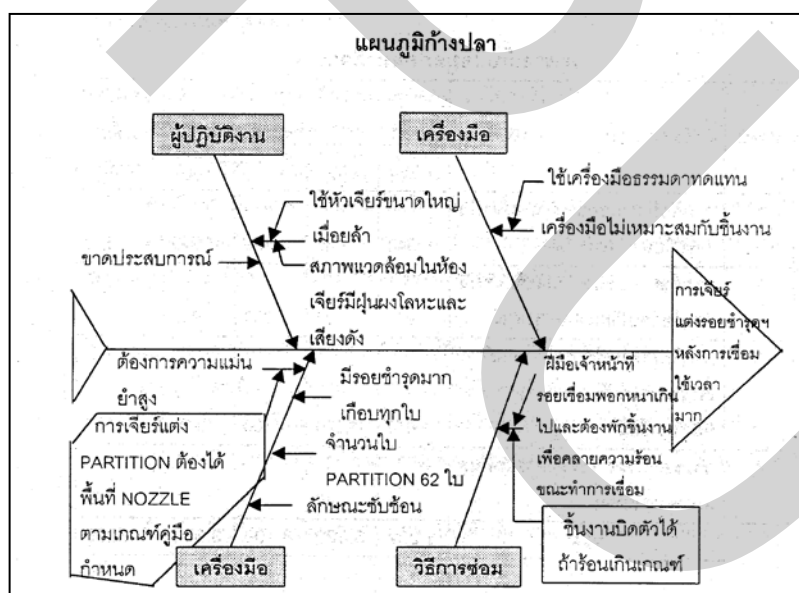 แผนภูมิก้างปลา
ผู้ปฏิบัติงาน
เครื่องมือ
ใช้หัวเจียร์ขนาดใหญ่
เมื่อยล้า
ขาดประสบการณ์
สภาพแวดล้อมในห้อง
เจียร์มีฝุ่นผงโลหะและ
เสียงดัง
ใช้เครื่องมือธรรมดาทดแทน
เครื่องมือไม่เหมาะสมกับชิ้นงาน
การเจียร์
แต่งรอยชำรุดฯ
หลังการเชื่อม
ใช้เวลา
มาก
ต้องการความแม่น
ยำสูง
การเจียร์แต่ง
PARTITION ต้องได้
พื้นที่ NOZZLE
ตามเกณฑ์คู่มือ
กำหนด
มีรอยชำรุดมาก
เกือบทุกใบ
จำนวนใบ
PARTITION 62 ใบ
ลักษณะซับซ้อน
เครื่องมือ
ฝีมือเจ้าหน้าที่
รอยเชื่อมพอกหนาเกิน
ไปและต้องพักชิ้นงาน
เพื่อคลายความร้อน
ขณะทำการเชื่อม
ชิ้นงานบิดตัวได้
ถ้าร้อนเกินเกณฑ์
วิธีการซ่อม